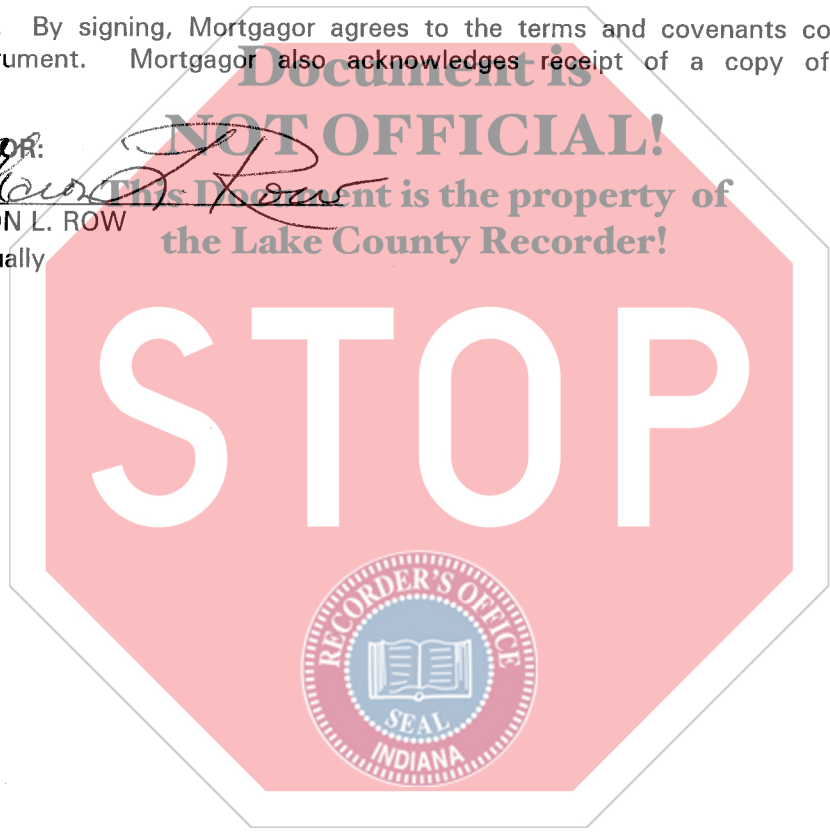 . By signing, Mortgagor agrees to the terms and covenants co
ument. Mortgagor also acknowledges receipt of a copy of
Document is
NOT OFFICIAL!
OR:
This Document is the property of
N L. ROW
the Lake County Recorder!
ally
STOP
RECORDER'S OFFICE
SEAL
INDIANA